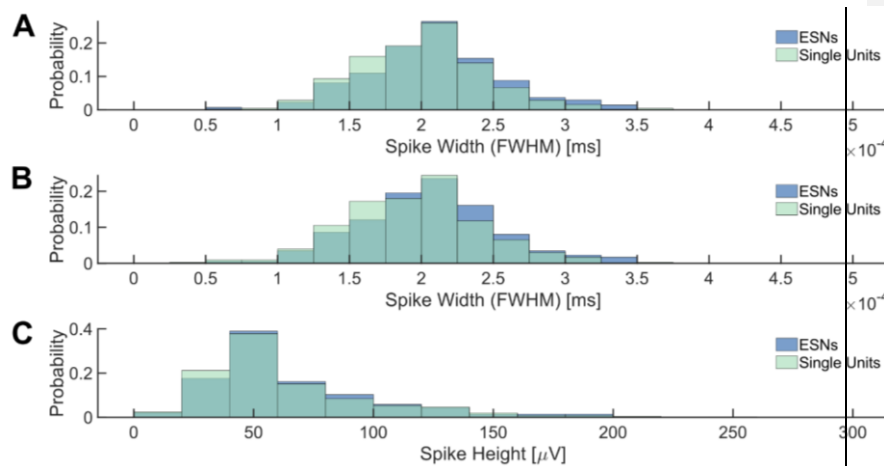 A
Probability
0.2
0.1
0
ESNs
Single Units
0 0.5 1 1.5 2 2.5 3 3.5 4 4.5 5
Spike Width (FWHM) [ms]
×10⁻⁴
B
Probability
0.2
0.1
0
ESNs
Single Units
0 0.5 1 1.5 2 2.5 3 3.5 4 4.5 5
Spike Width (FWHM) [ms]
×10⁻⁴
C
Probability
0.4
0.2
0
ESNs
Single Units
0 50 100 150 200 250 300
Spike Height [μV]